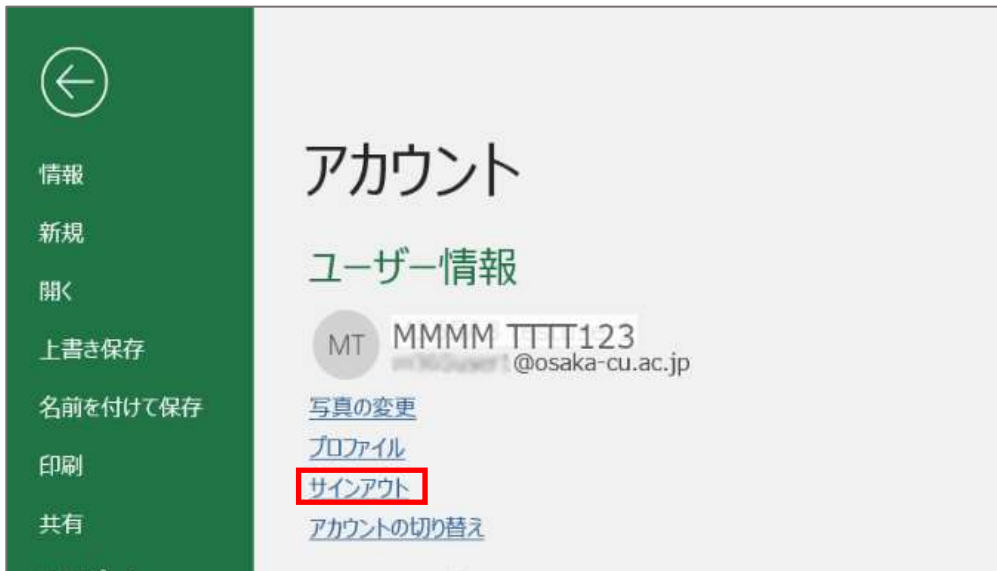 情報
新規
開く
上書き保存
名前を付けて保存
印刷
共有
アカウント
ユーザー情報
MT
MMMM TTTT123
@osaka-cu.ac.jp
写真の変更
プロファイル
サインアウト
アカウントの切り替え